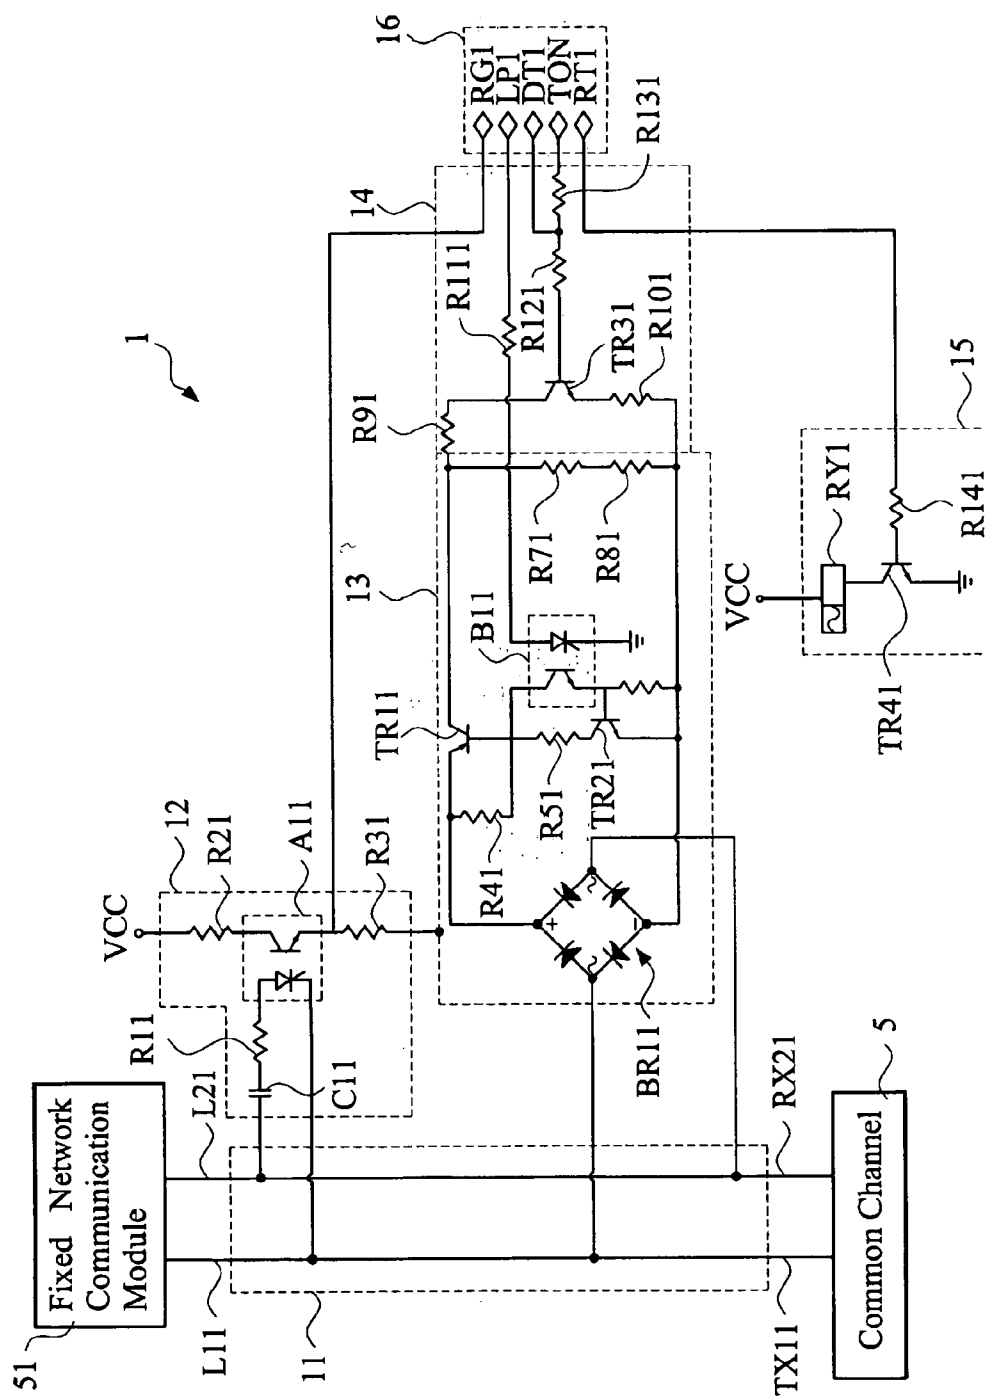 1
51
Fixed Network
Communication
Module
L11
L21
11
R11
C11
12
VCC
R21
A11
R31
TX11
RX21
Common Channel
5
BR11
13
TR11
B11
R41
R51
TR21
R71
R81
14
R91
R111
R121
TR31
R101
R131
16
RG1
LP1
DT1
TON
RT1
VCC
RY1
15
TR41
R141